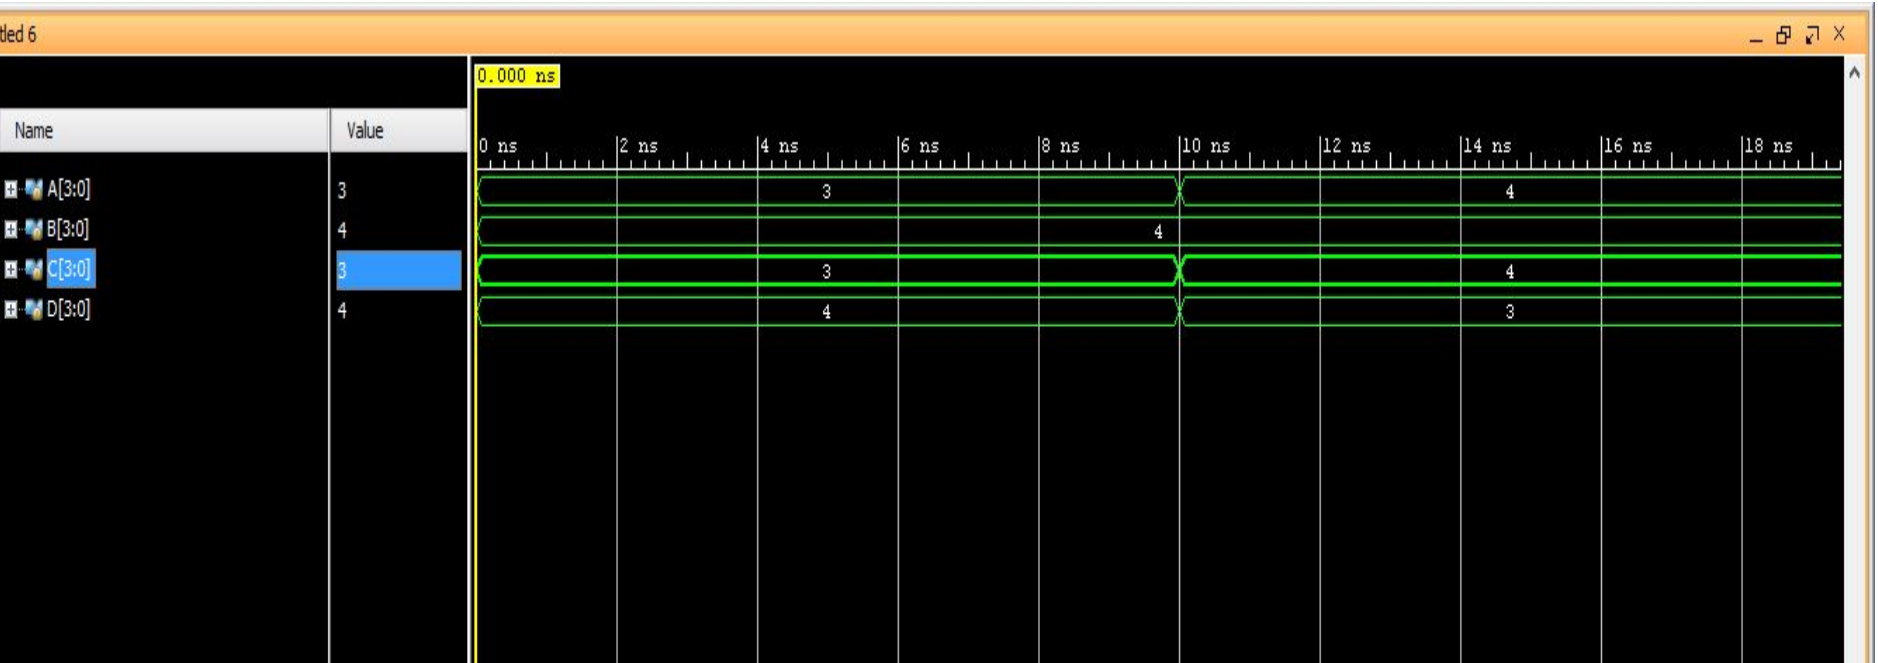 tled 6
0.000 ns
Name Value
0 ns 2 ns 4 ns 6 ns 8 ns 10 ns 12 ns 14 ns 16 ns 18 ns
A[3:0] 3 3 4
B[3:0] 4 4
C[3:0] 3 3 4
D[3:0] 4 4 3